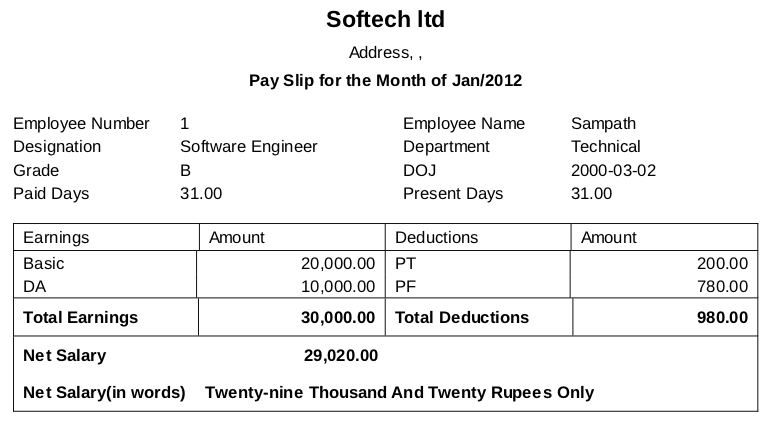 Softech ltd
Address, ,
Pay Slip for the Month of Jan/2012
Employee Number 1 Employee Name Sampath
Designation Software Engineer Department Technical
Grade B DOJ 2000-03-02
Paid Days 31.00 Present Days 31.00
Earnings Amount Deductions Amount
Basic 20,000.00 PT 200.00
DA 10,000.00 PF 780.00
Total Earnings 30,000.00 Total Deductions 980.00
Net Salary 29,020.00
Net Salary(in words) Twenty-nine Thousand And Twenty Rupees Only